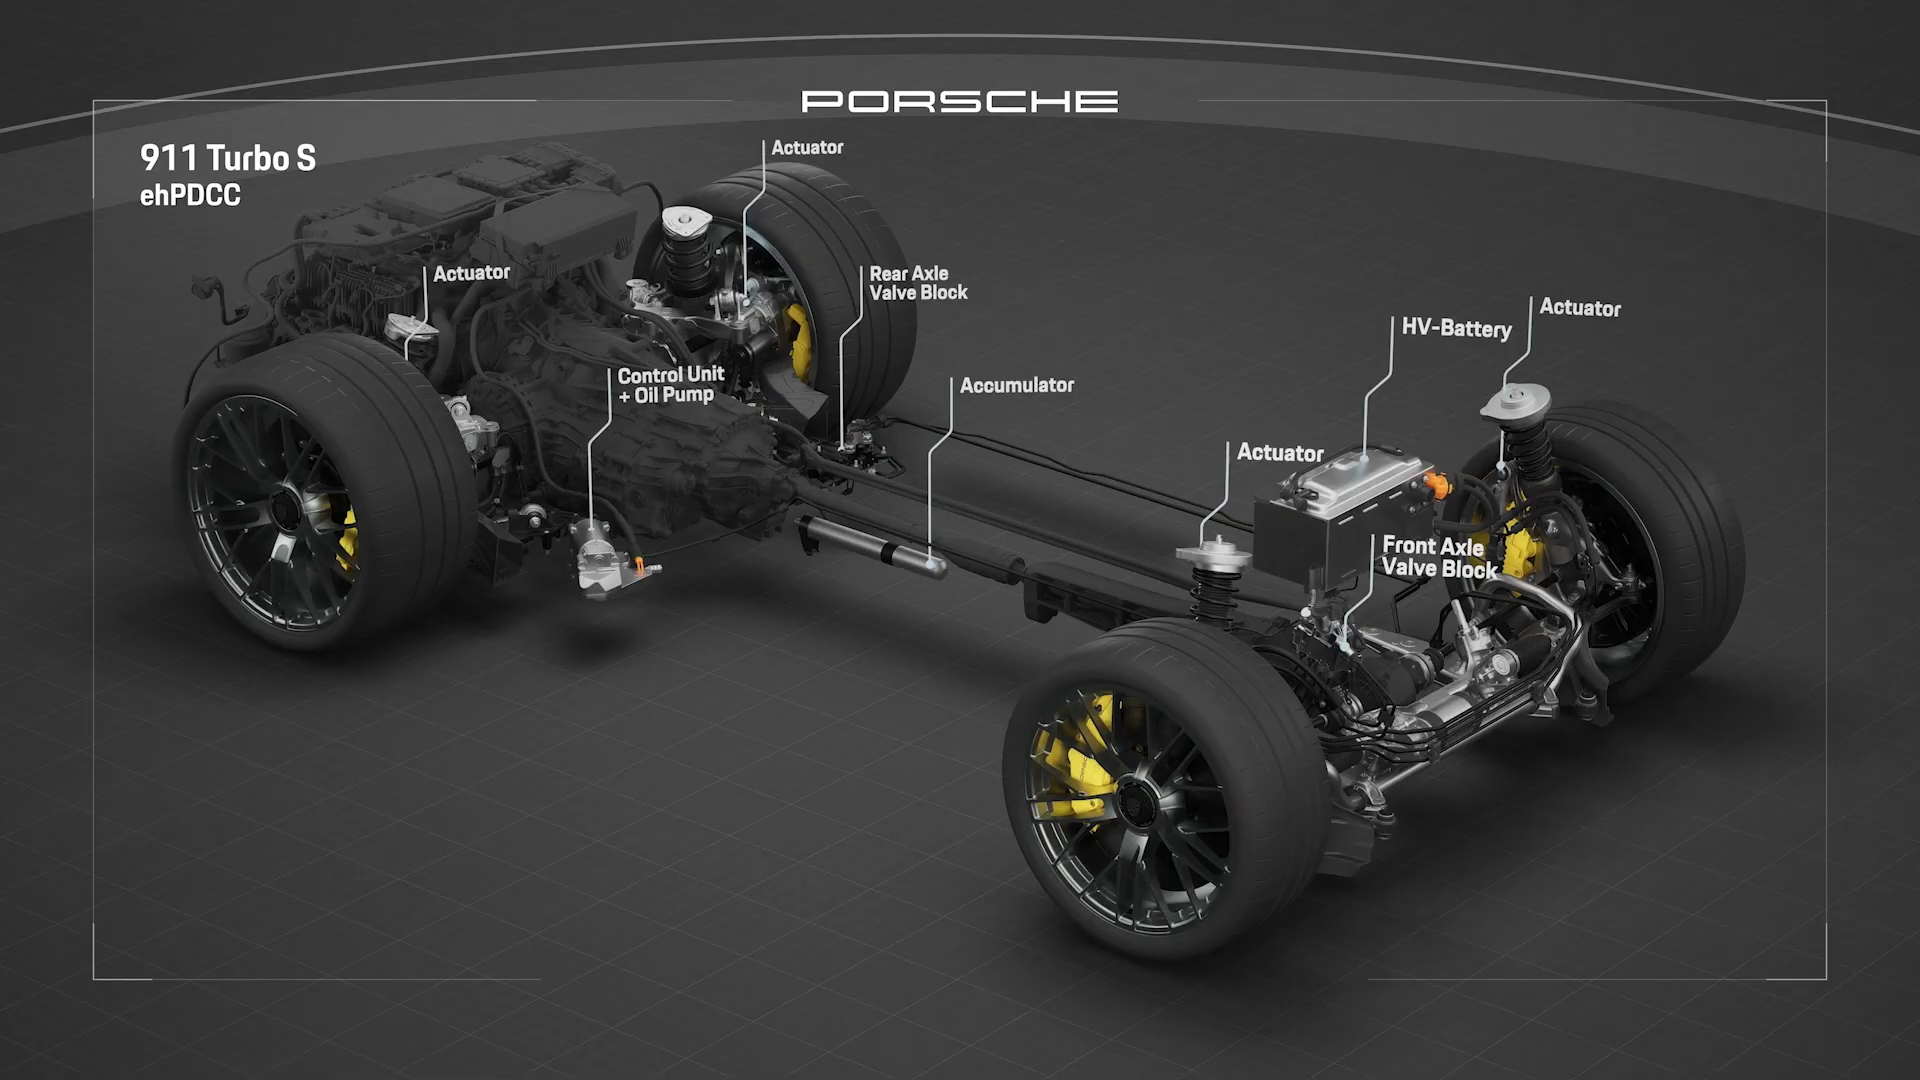 PORSCHE
911 Turbo S
ehPDCC
Actuator
Actuator
Rear Axle
Valve Block
Control Unit
+ Oil Pump
Accumulator
HV-Battery
Actuator
Actuator
Front Axle
Valve Block